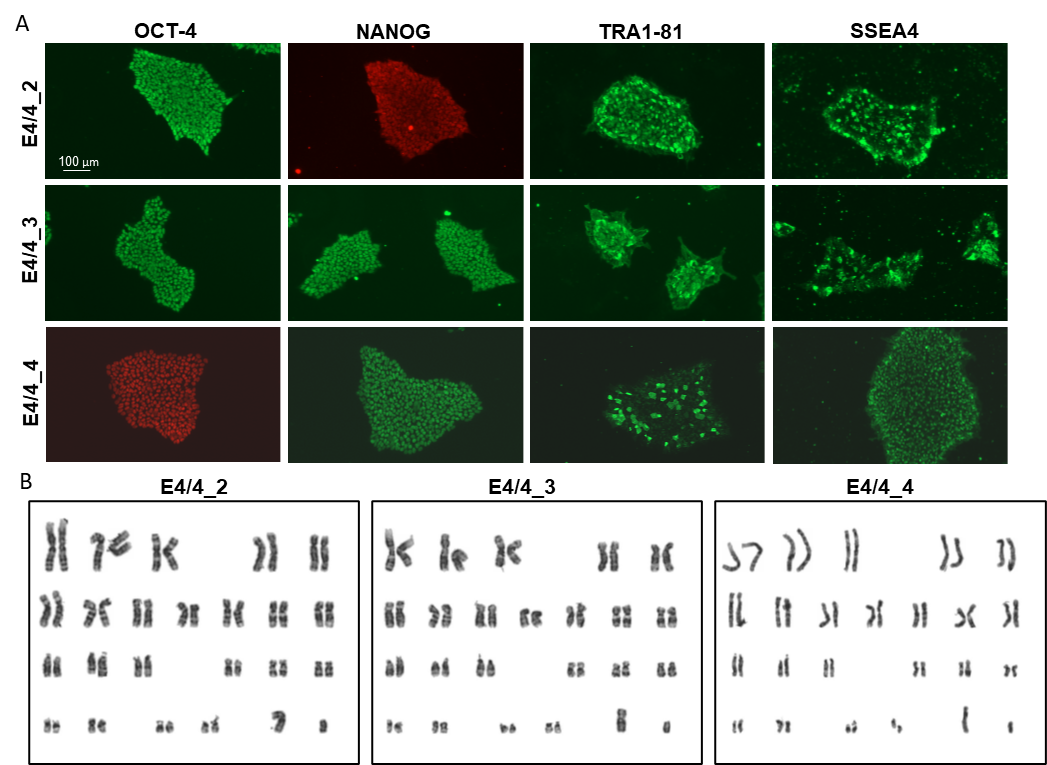 A
OCT-4 NANOG TRA1-81 SSEA4
E4/4_2
100 µm
E4/4_3
E4/4_4
B
E4/4_2 E4/4_3 E4/4_4